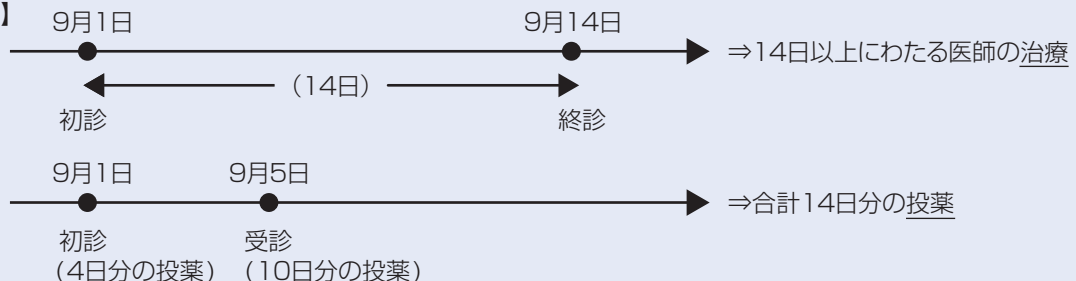 】
9月1日 9月14日
⇒14日以上にわたる医師の治療
（14日）
初診 終診
9月1日 9月5日
⇒合計14日分の投薬
初診 受診
(4日分の投薬) (10日分の投薬)